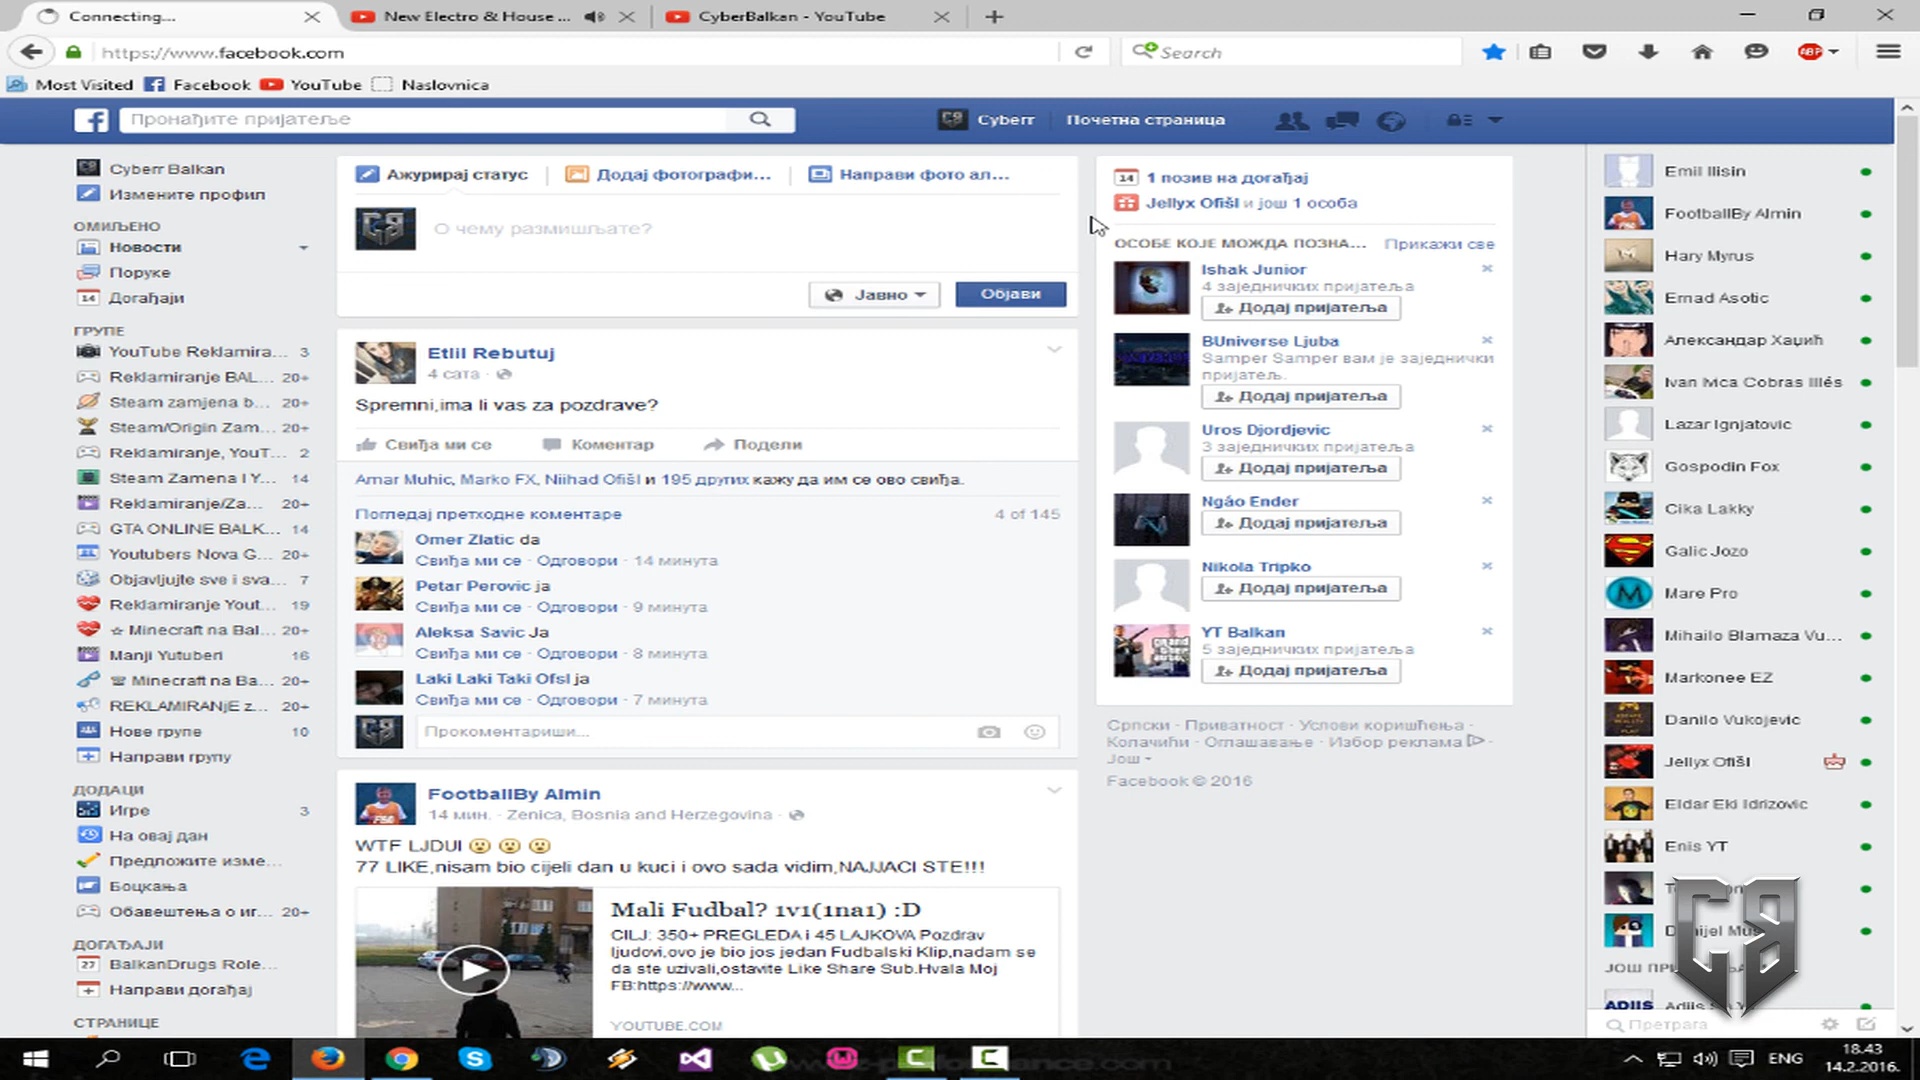 Connecting...
New Electro & House ...
CyberBalkan - YouTube
https://www.facebook.com
Search
ABP
Most Visited
Facebook
YouTube
Naslovnica
Пронађите пријатеље
Cyberr
Почетна страница
Cyberr Balkan
Измените профил
ОМИЉЕНО
Новости
Поруке
14 Догађаји
ГРУПЕ
YouTube Reklamira... 3
Reklamiranje BAL... 20+
Steam zamjena b... 20+
Steam/Origin Zam... 20+
Reklamiranje, YouT... 2
Steam Zamena I Y... 14
Reklamiranje/Za... 20+
GTA ONLINE BALK... 14
Youtubers Nova G... 20+
Objavljujte sve i sva... 7
Reklamiranje Yout... 19
☆ Minecraft na Bal... 20+
Manji Yutuberi 16
☎ Minecraft na Ba... 20+
REKLAMIRANjE z... 20+
Нове групе 10
Направи групу
ДОДАЦИ
Игре 3
На овај дан
Предложите изме...
Боцкања
Обавештења о иг... 20+
ДОГАЂАЈИ
27 BalkanDrugs Role...
Направи догађај
СТРАНИЦЕ
Ажурирај статус
Додај фотографи...
Направи фото ал...
О чему размишљате?
Јавно
Објави
Etlil Rebutuj
4 сата
Spremni,ima li vas za pozdrave?
Свиђа ми се Коментар Подели
Amar Muhic, Marko FX, Niihad Ofišl и 195 других кажу да им се ово свиђа.
Погледај претходне коментаре 4 of 145
Omer Zlatic da
Свиђа ми се · Одговори · 14 минута
Petar Perovic ja
Свиђа ми се · Одговори · 9 минута
Aleksa Savic Ja
Свиђа ми се · Одговори · 8 минута
Laki Laki Taki Ofsl ja
Свиђа ми се · Одговори · 7 минута
Прокоментариши...
FootballBy Almin
14 мин. · Zenica, Bosnia and Herzegovina
WTF LJDUI 😮 😮 😮
77 LIKE,nisam bio cijeli dan u kuci i ovo sada vidim,NAJJACI STE!!!
Mali Fudbal? 1v1(1na1) :D
CILJ: 350+ PREGLEDA i 45 LAJKOVA Pozdrav
ljudovi,ovo je bio jos jedan Fudbalski Klip,nadam se
da ste uzivali,ostavite Like Share Sub.Hvala Moj
FB:https://www...
YOUTUBE.COM
14 1 позив на догађај
Jellyx Ofišl и још 1 особа
ОСОБЕ КОЈЕ МОЖДА ПОЗНА... Прикажи све
Ishak Junior
4 заједничких пријатеља
Додај пријатеља
BUniverse Ljuba
Samper Samper вам је заједнички
пријатељ.
Додај пријатеља
Uros Djordjevic
3 заједничких пријатеља
Додај пријатеља
Ngáo Ender
Додај пријатеља
Nikola Tripko
Додај пријатеља
YT Balkan
5 заједничких пријатеља
Додај пријатеља
Српски · Приватност · Услови коришћења ·
Колачићи · Оглашавање · Избор реклама ·
Још
Facebook © 2016
Emil Ilisin
FootballBy Almin
Hary Myrus
Ernad Asotic
Александар Хаџић
Ivan Mca Cobras Illés
Lazar Ignjatovic
Gospodin Fox
Cika Lakky
Galic Jozo
Mare Pro
Mihailo Blamaza Vu...
Markonee EZ
Danilo Vukojevic
Jellyx Ofišl
Eldar Eki Idrizovic
Enis YT
ADIIS
Претрага
CB
ENG
18.43
14.2.2016.